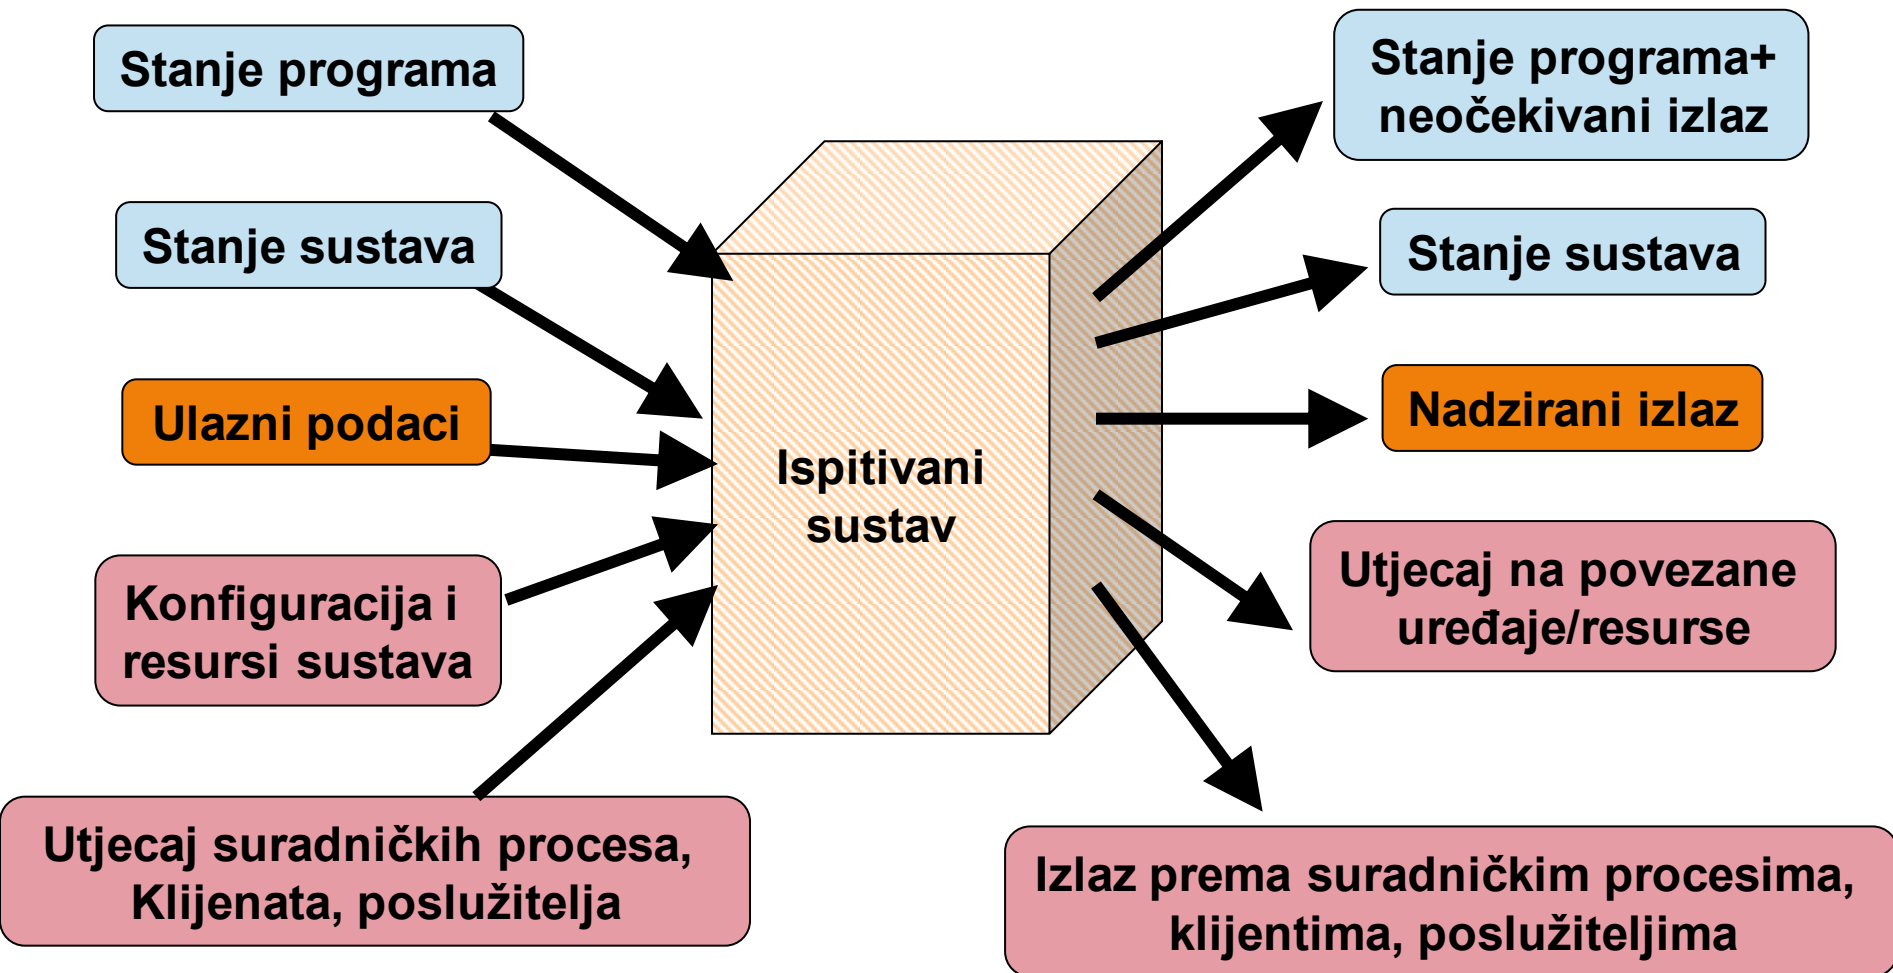 Stanje programa
Stanje sustava
Ulazni podaci
Konfiguracija i
resursi sustava
Utjecaj suradničkih procesa,
Klijenata, poslužitelja
Ispitivani
sustav
Stanje programa+
neočekivani izlaz
Stanje sustava
Nadzirani izlaz
Utjecaj na povezane
uređaje/resurse
Izlaz prema suradničkim procesima,
klijentima, poslužiteljima